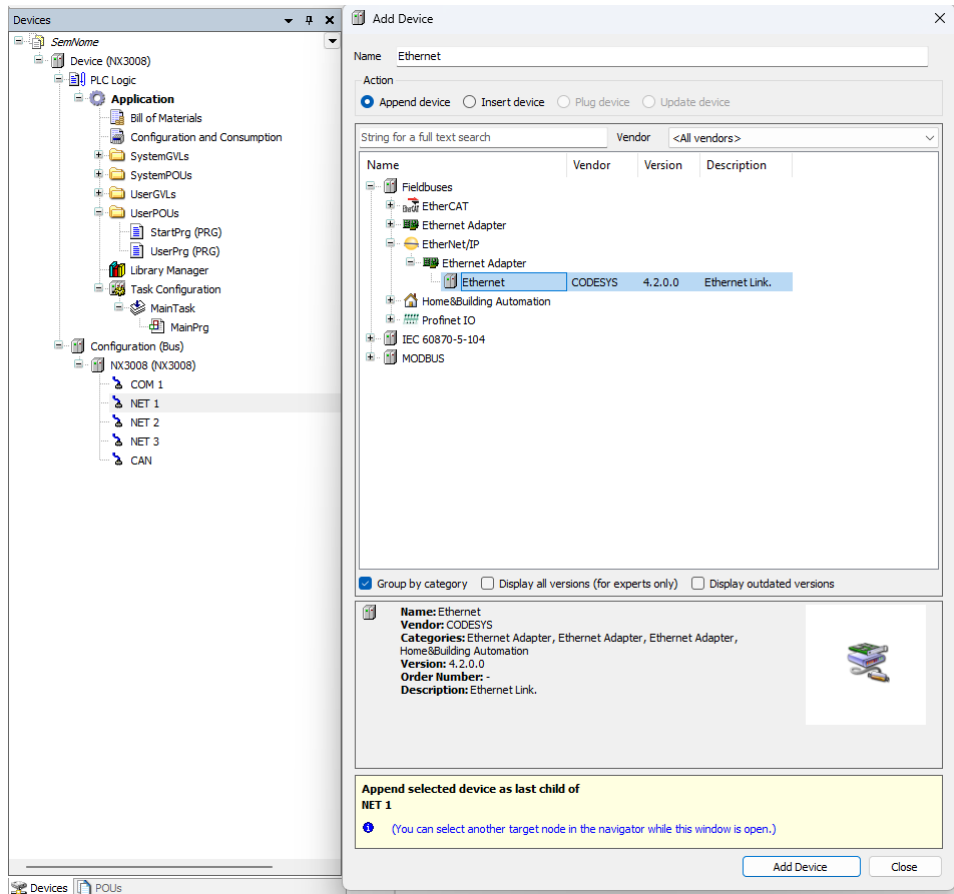 Devices
SemNome
Device (NX3008)
PLC Logic
Application
Bill of Materials
Configuration and Consumption
SystemGVLs
SystemPOUs
UserGVLs
UserPOUs
StartPrg (PRG)
UserPrg (PRG)
Library Manager
Task Configuration
MainTask
MainPrg
Configuration (Bus)
NX3008 (NX3008)
COM 1
NET 1
NET 2
NET 3
CAN
Devices POUs
Add Device
Name Ethernet
Action
Append device Insert device Plug device Update device
String for a full text search Vendor <All vendors>
Name Vendor Version Description
Fieldbuses
EtherCAT
Ethernet Adapter
EtherNet/IP
Ethernet Adapter
Ethernet CODESYS 4.2.0.0 Ethernet Link.
Home&Building Automation
Profinet IO
IEC 60870-5-104
MODBUS
Group by category Display all versions (for experts only) Display outdated versions
Name: Ethernet
Vendor: CODESYS
Categories: Ethernet Adapter, Ethernet Adapter, Ethernet Adapter,
Home&Building Automation
Version: 4.2.0.0
Order Number: -
Description: Ethernet Link.
Append selected device as last child of
NET 1
(You can select another target node in the navigator while this window is open.)
Add Device Close